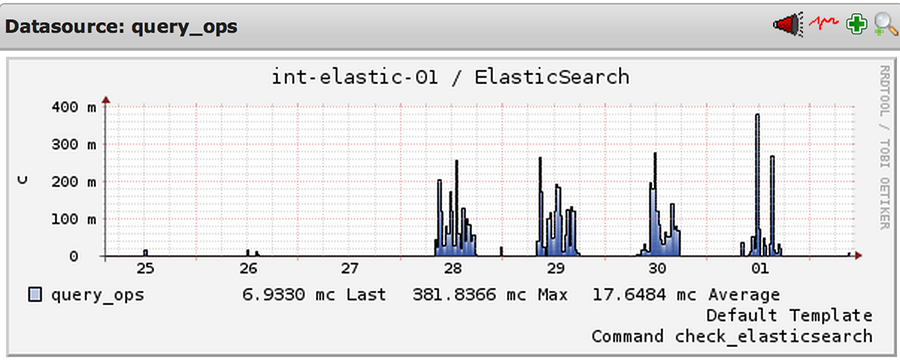 Datasource: query_ops
int-elastic-01 / ElasticSearch
400 m
300 m
200 m
100 m
0
c
25 26 27 28 29 30 01
query_ops 6.9330 mc Last 381.8366 mc Max 17.6484 mc Average
Default Template
Command check_elasticsearch
RRDTOOL / TOBI OETIKER